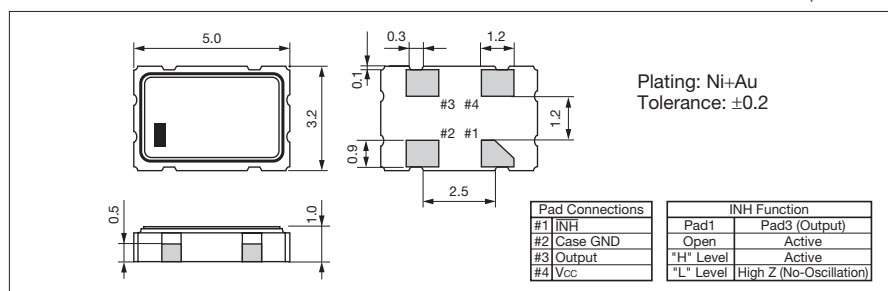 5.0
3.2
0.5
1.0
0.3
1.2
0.1
#3 #4
#2 #1
1.2
0.9
2.5
Plating: Ni+Au
Tolerance: ±0.2
Pad Connections
#1 INH
#2 Case GND
#3 Output
#4 Vcc
INH Function
Pad1 Pad3 (Output)
Open Active
"H" Level Active
"L" Level High Z (No-Oscillation)